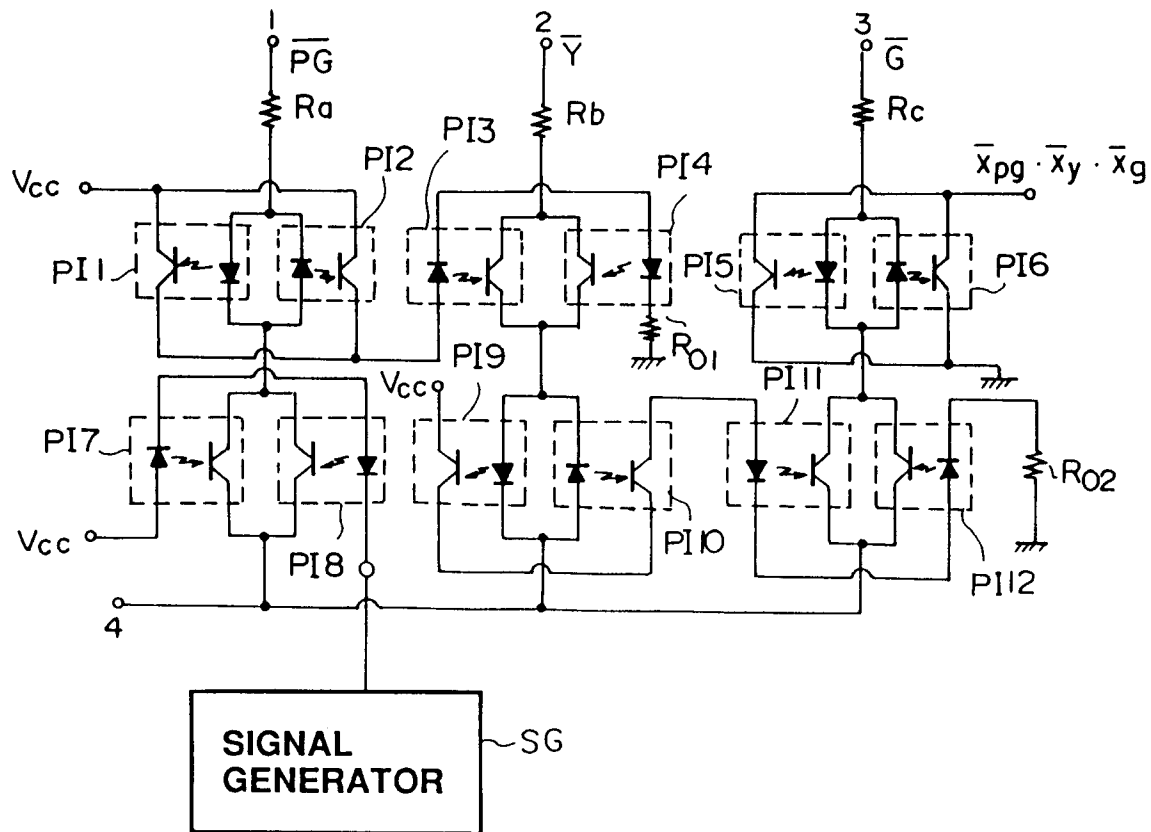 1
PG
Ra
2
Y
Rb
3
G
Rc
PI3
PI2
PI4
Vcc
xpg · xy · xg
PI1
PI5
PI6
R01
PI9
PI11
Vcc
PI7
R02
Vcc
PI8
PI10
PI12
4
SIGNAL
GENERATOR
SG